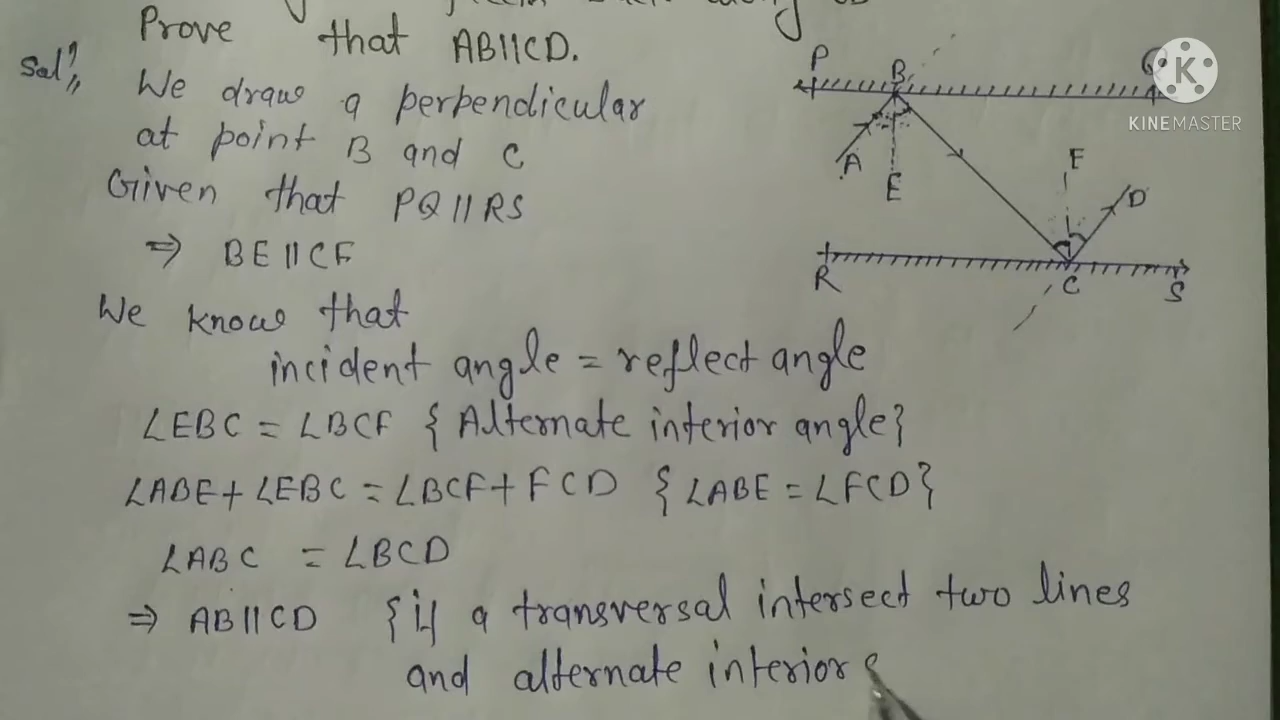 Prove that AB||CD.
Solⁿ,,
We draw a perpendicular
at point B and C
Given that PQ||RS
⇒ BE||CF
We know that
incident angle = reflect angle
∠EBC = ∠BCF {Alternate interior angle}
∠ABE + ∠EBC = ∠BCF + FCD {∠ABE = ∠FCD}
∠ABC = ∠BCD
⇒ AB||CD {if a transversal intersect two lines
and alternate interior
P
B
Q
A
E
F
D
R
C
S
K
KINEMASTER